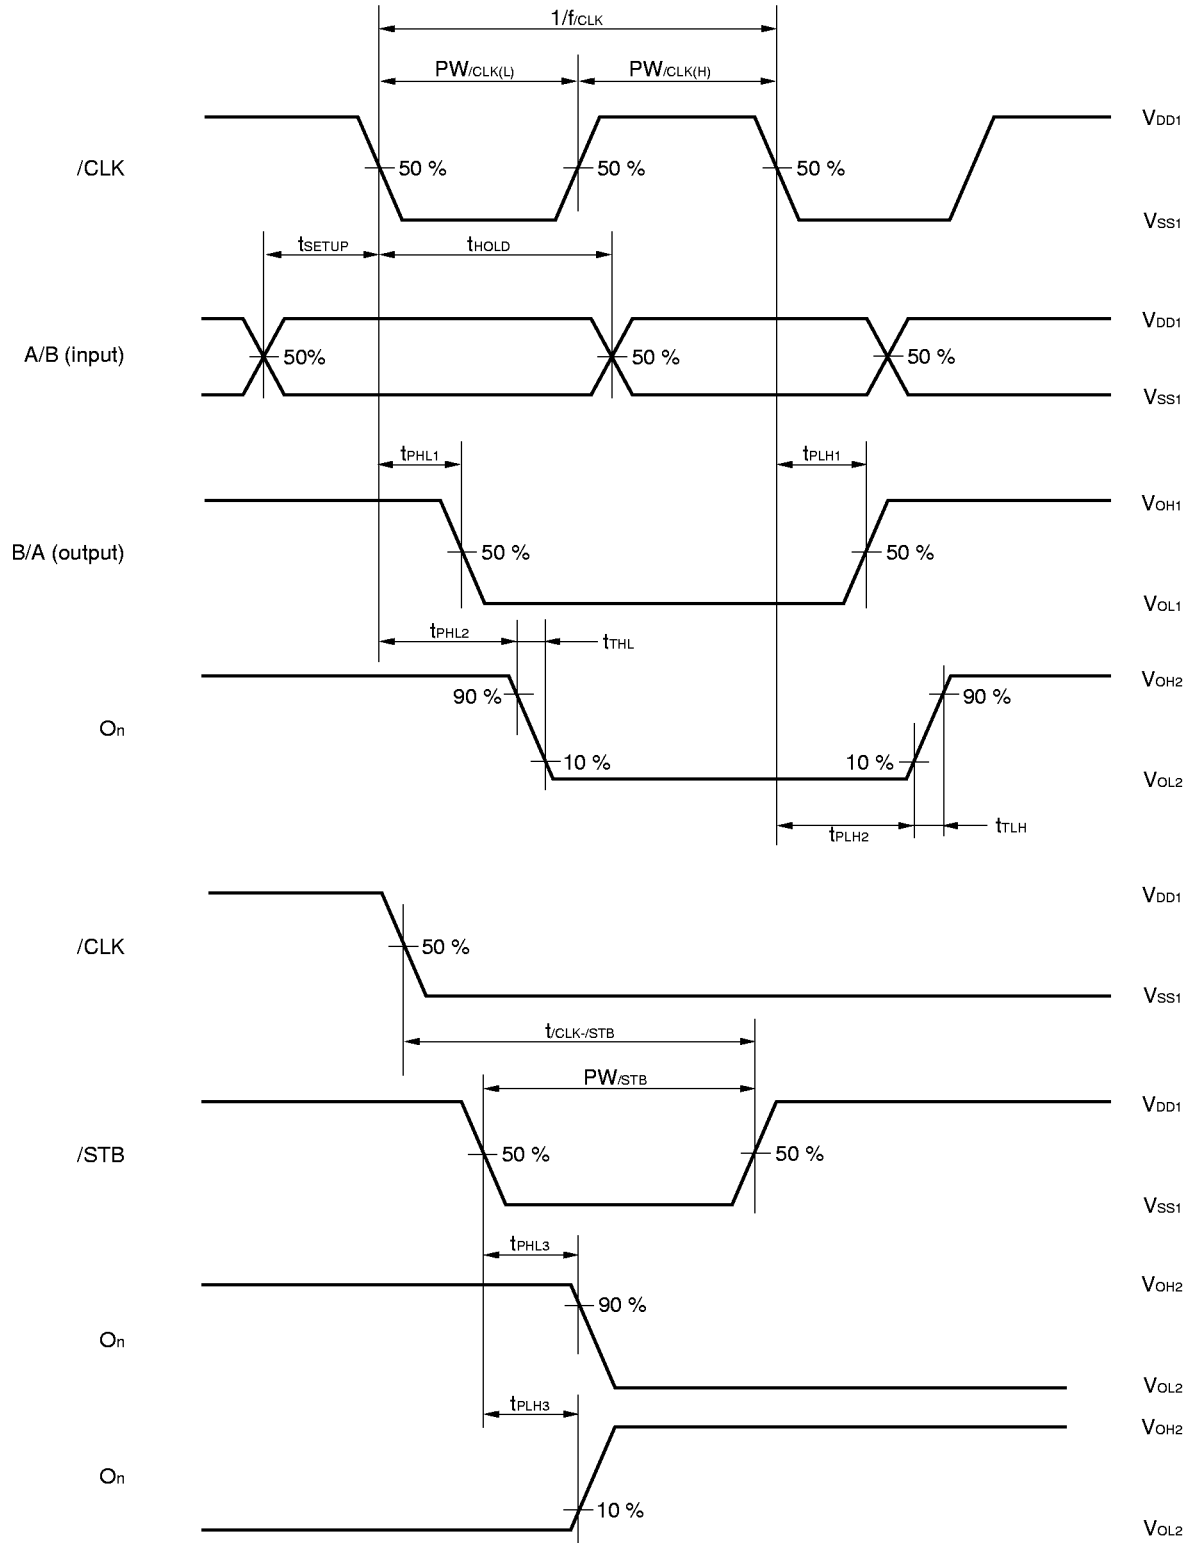 1/f/CLK
PW/CLK(L) PW/CLK(H)
VDD1
/CLK 50 % 50 % 50 %
VSS1
tSETUP tHOLD
VDD1
A/B (input) 50% 50 % 50 %
VSS1
tPHL1 tPLH1
VOH1
B/A (output) 50 % 50 %
VOL1
tPHL2 tTHL
VOH2
90 % 90 %
On
10 % 10 %
VOL2
tPLH2 tTLH
VDD1
/CLK 50 %
VSS1
t/CLK-/STB
PW/STB
VDD1
/STB 50 % 50 %
VSS1
tPHL3
VOH2
90 %
On
VOL2
tPLH3
VOH2
On
10 %
VOL2